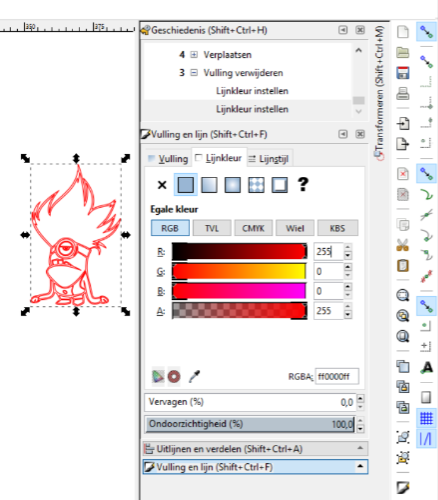 350 375
Geschiedenis (Shift+Ctrl+H)
4 Verplaatsen
3 Vulling verwijderen
Lijnkleur instellen
Lijnkleur instellen
Transformeren (Shift+Ctrl+M)
Vulling en lijn (Shift+Ctrl+F)
Vulling Lijnkleur Lijnstijl
?
Egale kleur
RGB TVL CMYK Wiel KBS
R: 255
G: 0
B: 0
A: 255
RGBA: ff0000ff
Vervagen (%) 0,0
Ondoorzichtigheid (%) 100,0
Uitlijnen en verdelen (Shift+Ctrl+A)
Vulling en lijn (Shift+Ctrl+F)